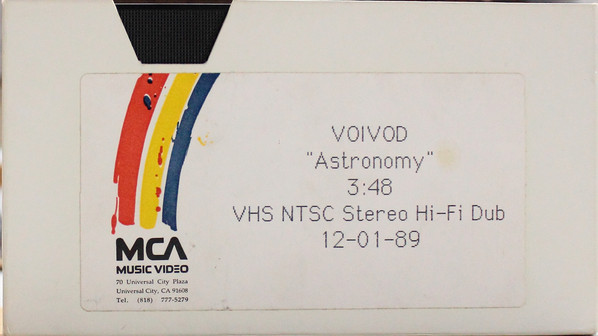 VOIVOD
"Astronomy"
3:48
VHS NTSC Stereo Hi-Fi Dub
12-01-89
MCA
MUSIC VIDEO
70 Universal City Plaza
Universal City, CA 91608
Tel. (818) 777-5279